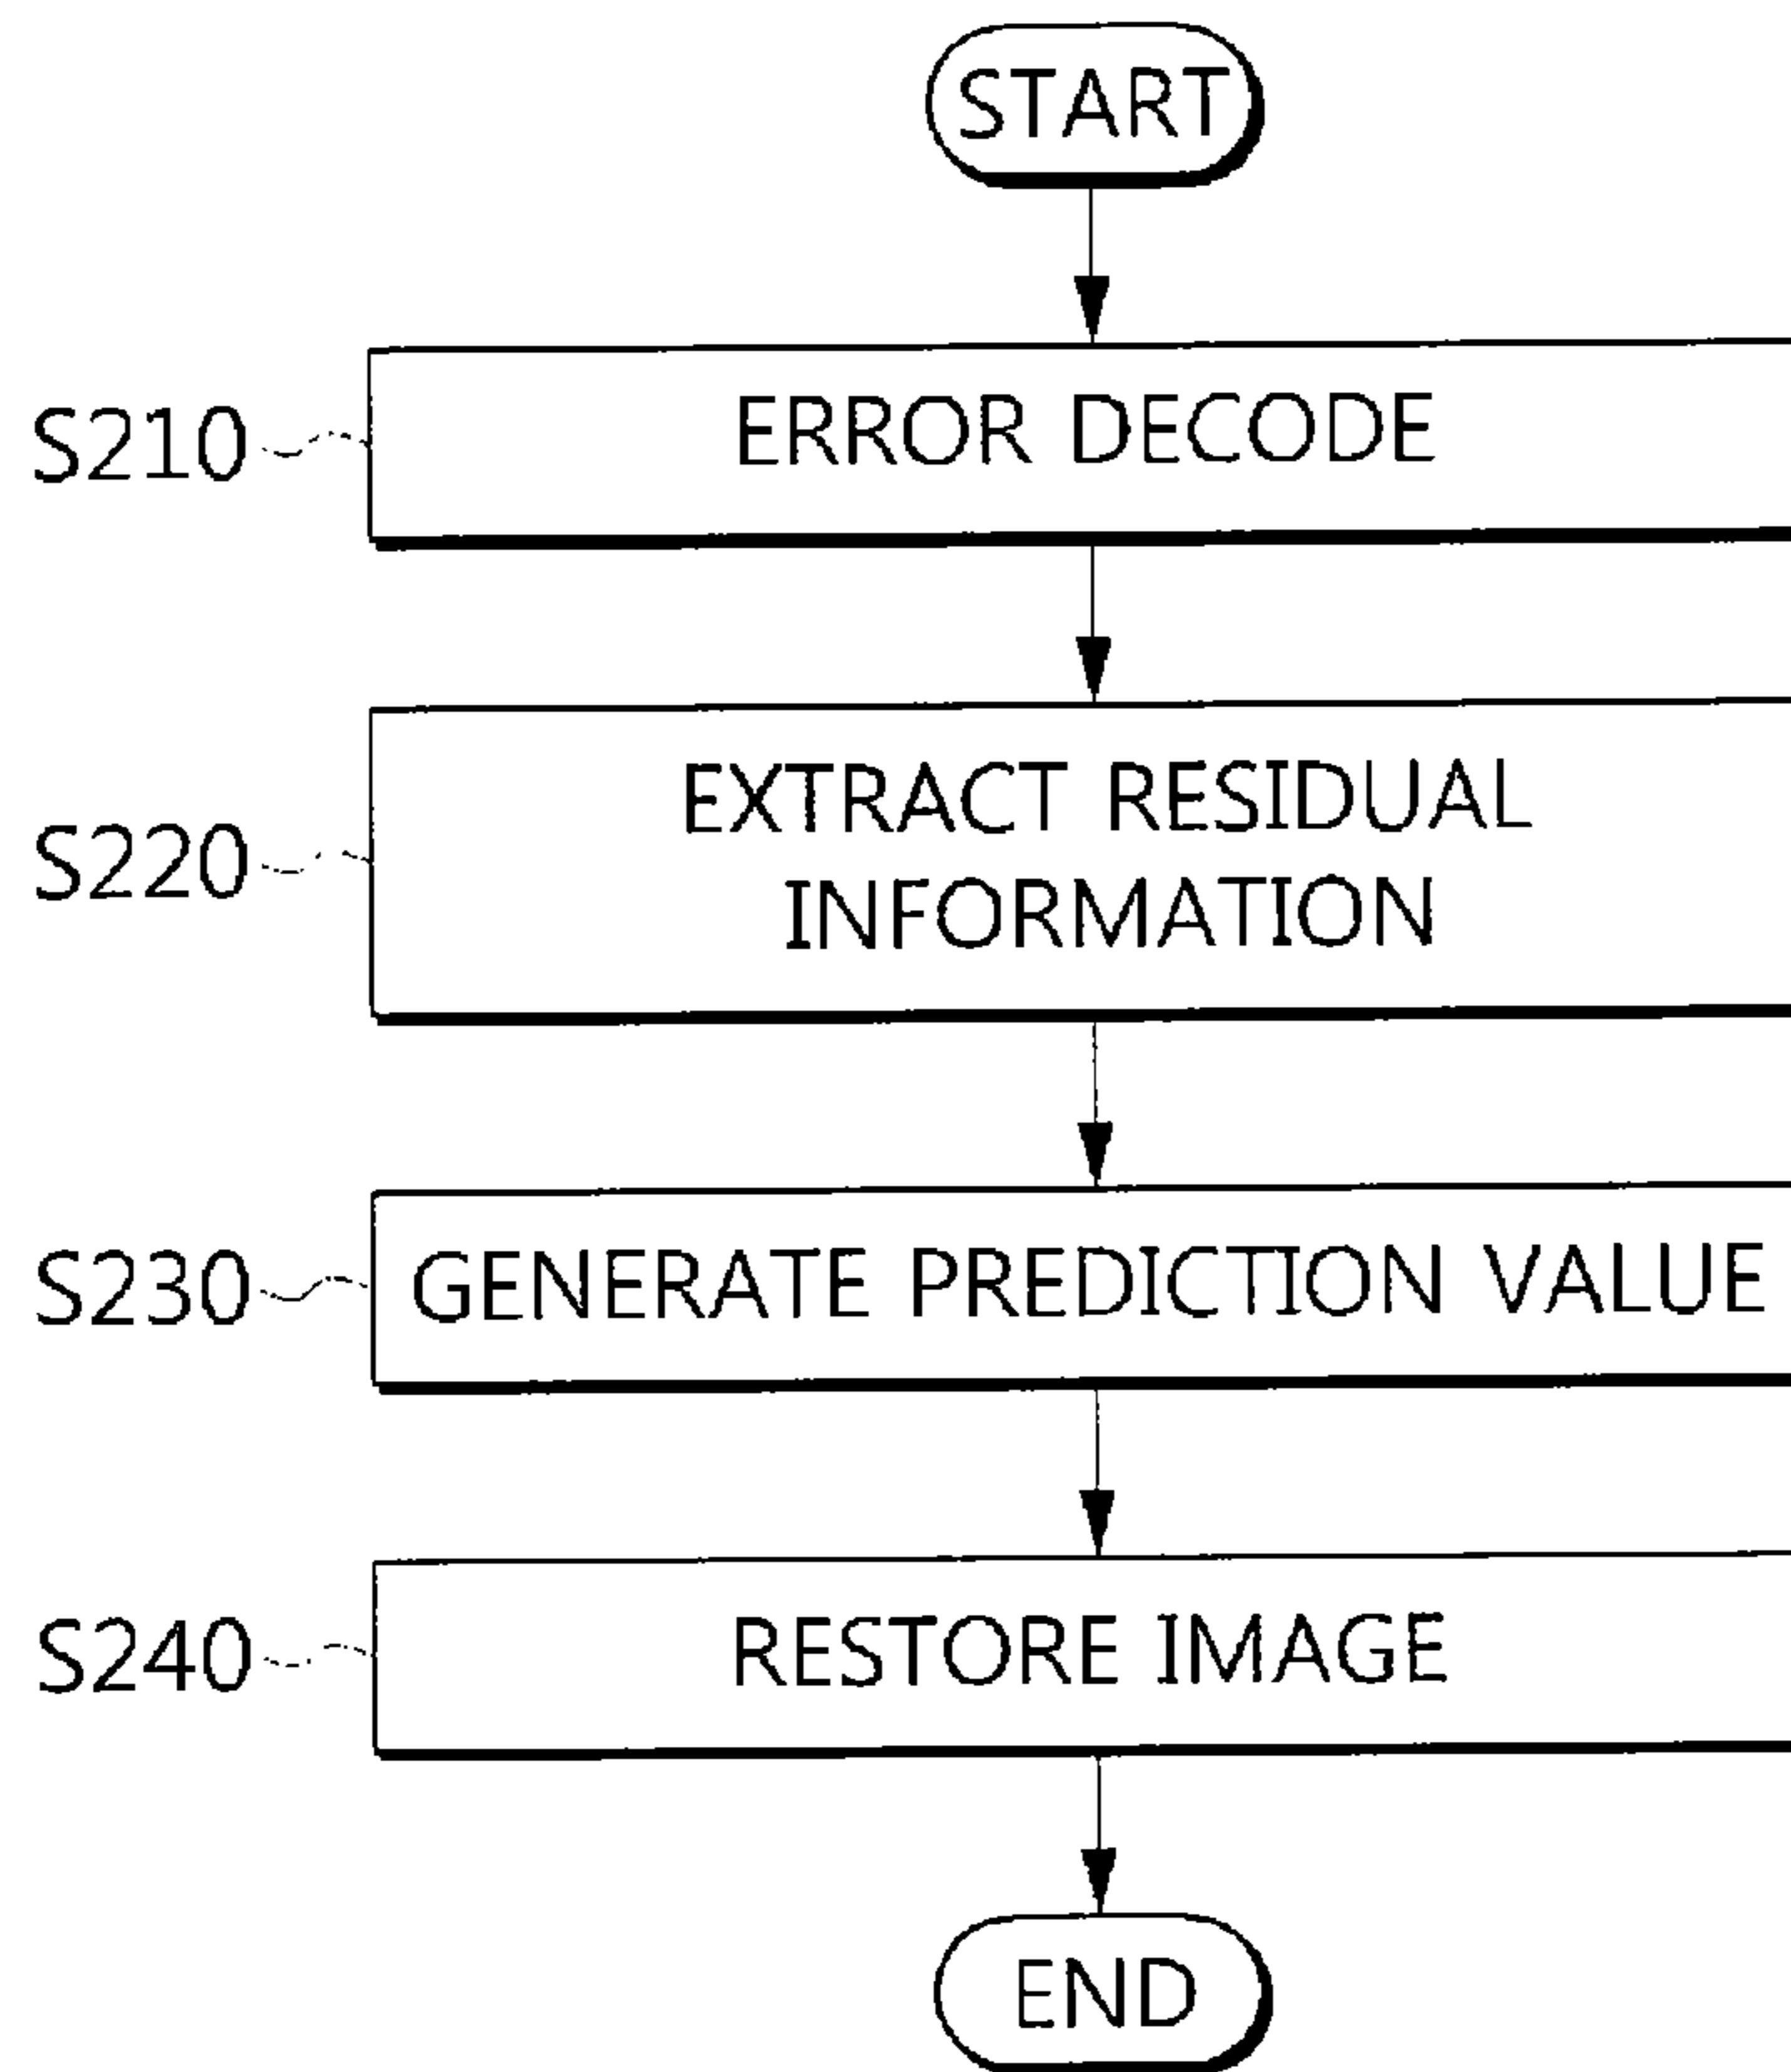 START
S210
ERROR DECODE
S220
EXTRACT RESIDUAL
INFORMATION
S230
GENERATE PREDICTION VALUE
S240
RESTORE IMAGE
END